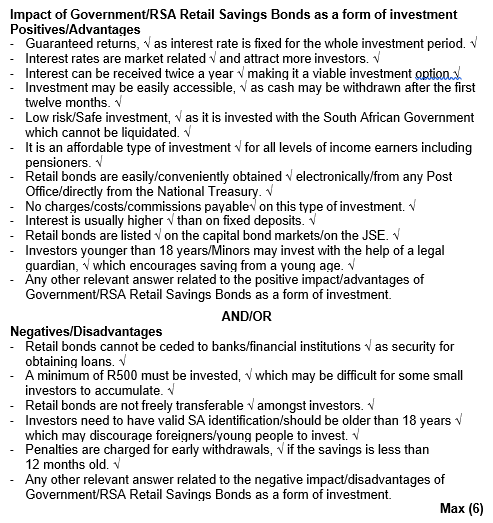 Impact of Government/RSA Retail Savings Bonds as a form of investment
Positives/Advantages
- Guaranteed returns, √ as interest rate is fixed for the whole investment period. √
- Interest rates are market related √ and attract more investors. √
- Interest can be received twice a year √ making it a viable investment option.√
- Investment may be easily accessible, √ as cash may be withdrawn after the first
twelve months. √
- Low risk/Safe investment, √ as it is invested with the South African Government
which cannot be liquidated. √
- It is an affordable type of investment √ for all levels of income earners including
pensioners. √
- Retail bonds are easily/conveniently obtained √ electronically/from any Post
Office/directly from the National Treasury. √
- No charges/costs/commissions payable√ on this type of investment. √
- Interest is usually higher √ than on fixed deposits. √
- Retail bonds are listed √ on the capital bond markets/on the JSE. √
- Investors younger than 18 years/Minors may invest with the help of a legal
guardian, √ which encourages saving from a young age. √
- Any other relevant answer related to the positive impact/advantages of
Government/RSA Retail Savings Bonds as a form of investment.
AND/OR
Negatives/Disadvantages
- Retail bonds cannot be ceded to banks/financial institutions √ as security for
obtaining loans. √
- A minimum of R500 must be invested, √ which may be difficult for some small
investors to accumulate. √
- Retail bonds are not freely transferable √ amongst investors. √
- Investors need to have valid SA identification/should be older than 18 years √
which may discourage foreigners/young people to invest. √
- Penalties are charged for early withdrawals, √ if the savings is less than
12 months old. √
- Any other relevant answer related to the negative impact/disadvantages of
Government/RSA Retail Savings Bonds as a form of investment.
Max (6)